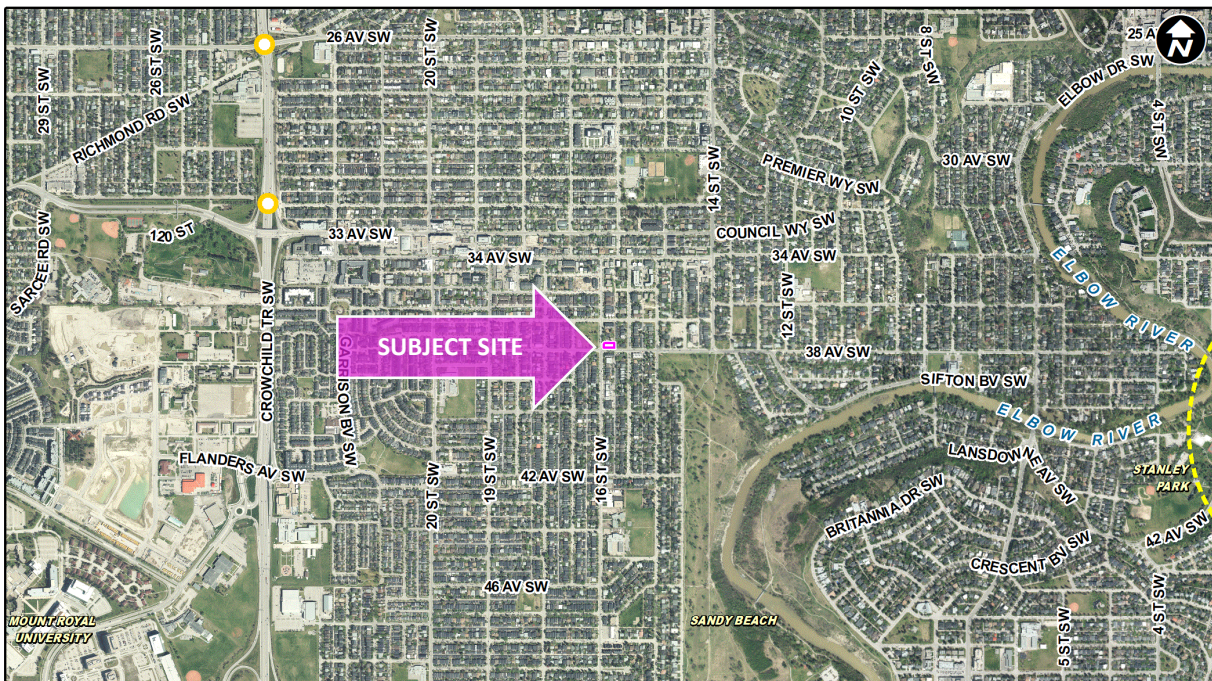 26 AV SW
8 ST SW
25 A
N
29 ST SW
26 ST SW
20 ST SW
10 ST SW
ELBOW DR SW
RICHMOND RD SW
4 ST SW
30 AV SW
PREMIER WY SW
14 ST SW
120 ST
33 AV SW
COUNCIL WY SW
SARCEE RD SW
34 AV SW
34 AV SW
ELBOW RIVER
CROWCHILD TR SW
12 ST SW
SUBJECT SITE
GARRISON BV SW
38 AV SW
SIFTON BV SW
ELBOW RIVER
FLANDERS AV SW
20 ST SW
19 ST SW
42 AV SW
16 ST SW
LANSDOWNE AV SW
STANLEY
PARK
BRITANNIA DR SW
42 AV SW
CRESCENT BV SW
46 AV SW
MOUNT ROYAL
UNIVERSITY
SANDY BEACH
5 ST SW
4 ST SW